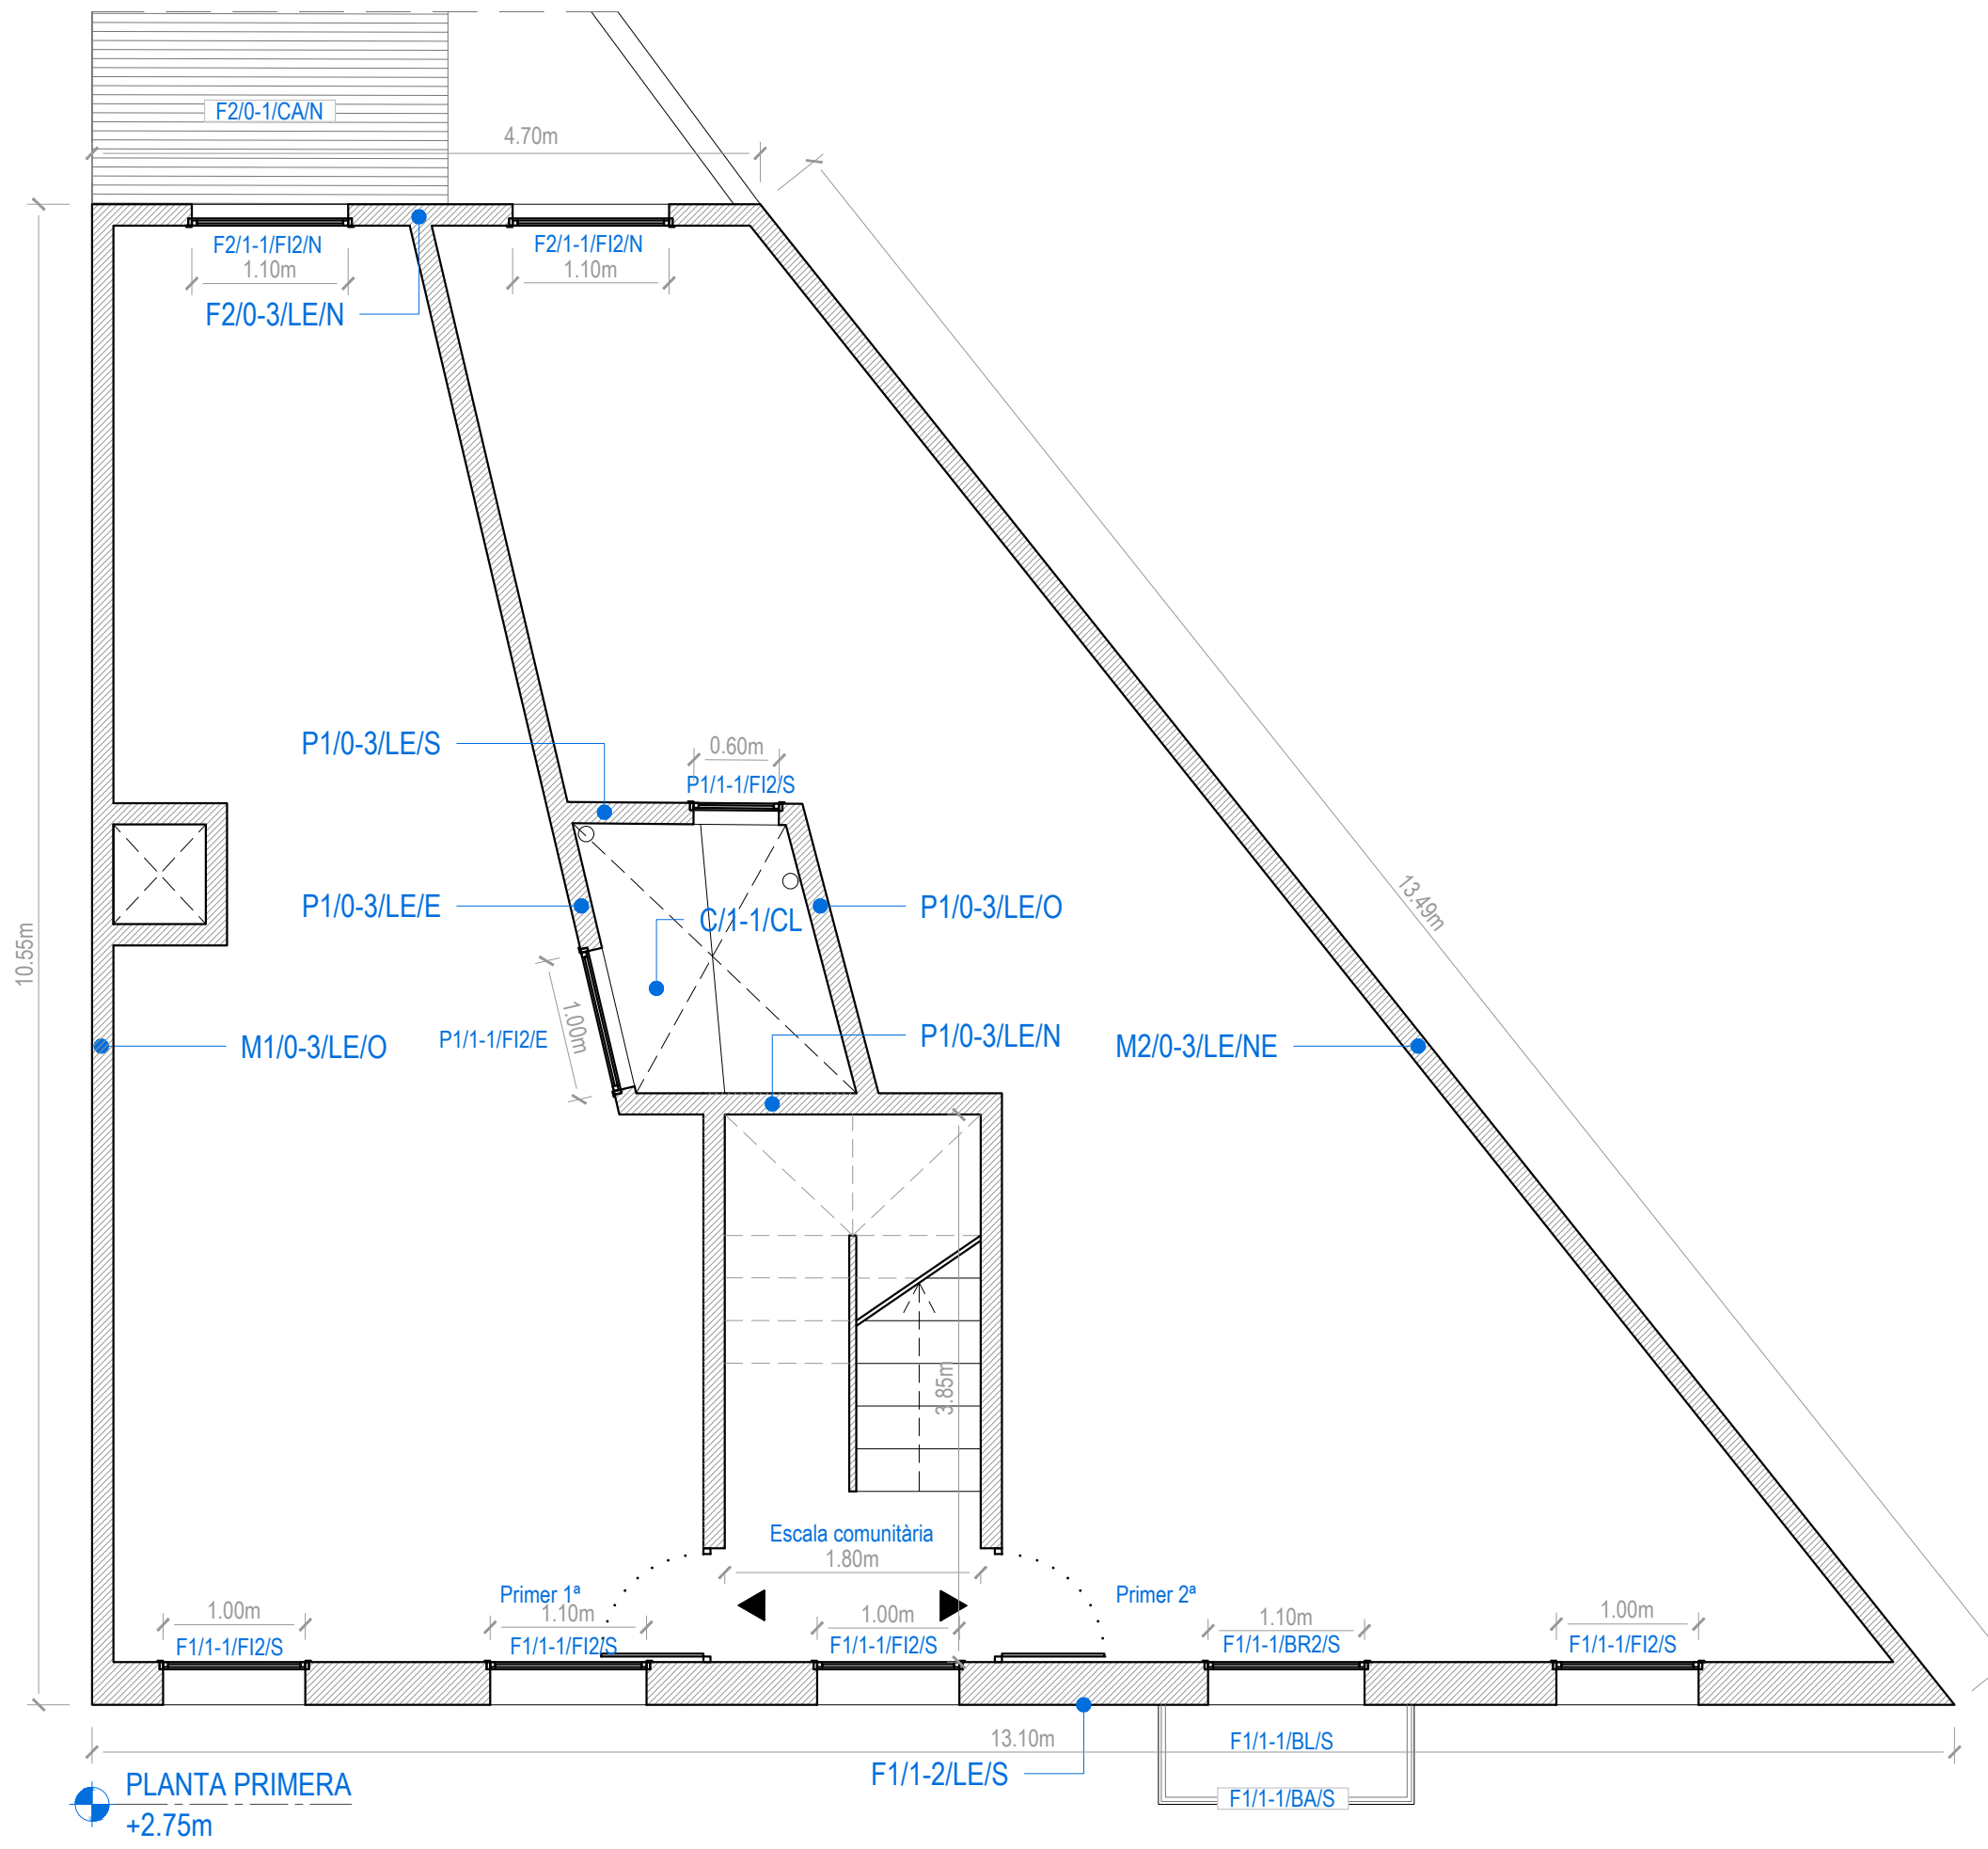 F2/0-1/CA/N
4.70m
F2/1-1/FI2/N
F2/1-1/FI2/N
1.10m
1.10m
F2/0-3/LE/N
P1/0-3/LE/S
0.60m
P1/1-1/FI2/S
13.49m
P1/0-3/LE/E
C/1-1/CL
P1/0-3/LE/O
10.55m
1.00m
P1/1-1/FI2/E
M1/0-3/LE/O
P1/0-3/LE/N
M2/0-3/LE/NE
3.85m
Escala comunitària
1.80m
Primer 1ª
Primer 2ª
1.00m
1.10m
1.00m
1.10m
1.00m
F1/1-1/FI2/S
F1/1-1/FI2/S
F1/1-1/FI2/S
F1/1-1/BR2/S
F1/1-1/FI2/S
13.10m
F1/1-1/BL/S
F1/1-2/LE/S
F1/1-1/BA/S
PLANTA PRIMERA
+2.75m